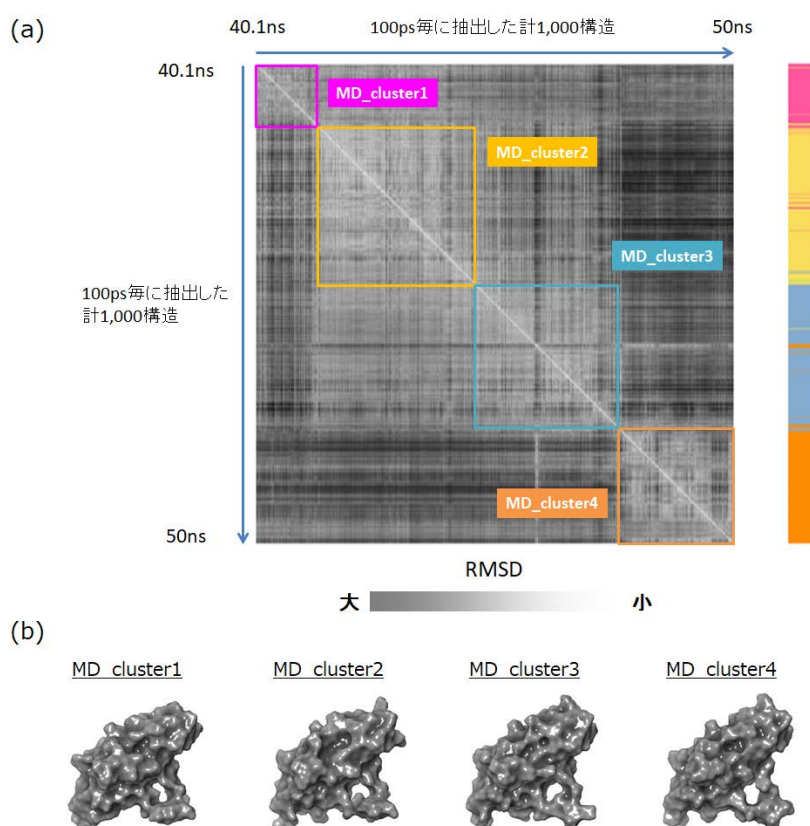 (a)
40.1ns
100ps毎に抽出した計1,000構造
50ns
40.1ns
MD_cluster1
MD_cluster2
MD_cluster3
100ps毎に抽出した
計1,000構造
MD_cluster4
50ns
RMSD
大
小
(b)
MD_cluster1
MD_cluster2
MD_cluster3
MD_cluster4